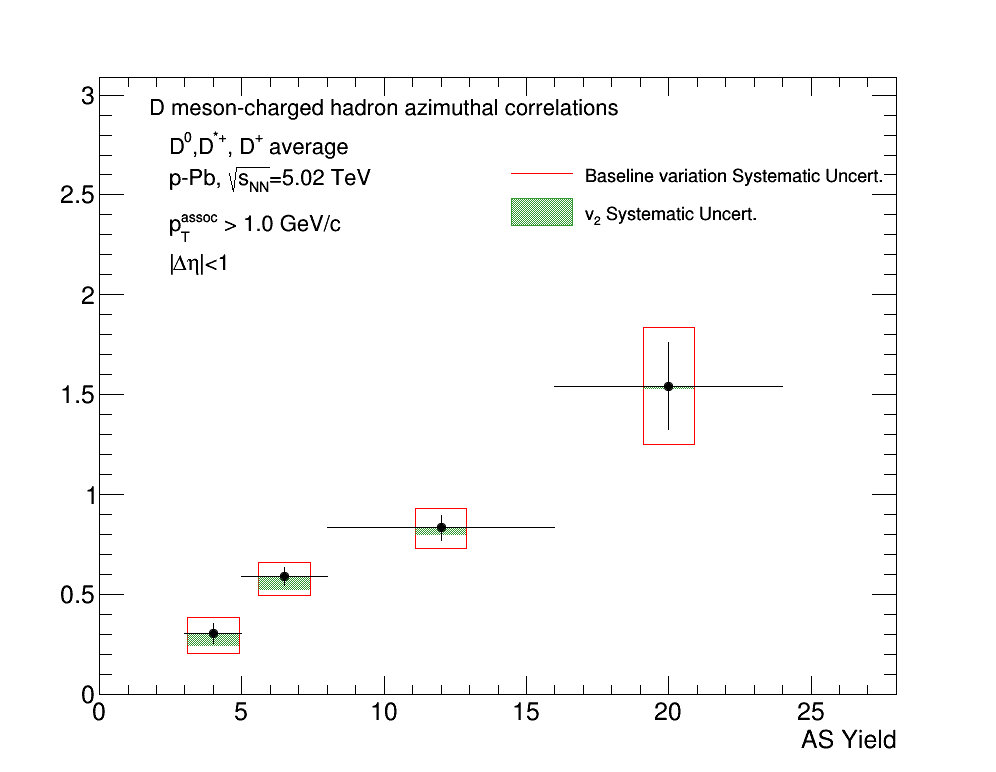 D meson-charged hadron azimuthal correlations
D⁰,D*⁺, D⁺ average
p-Pb, √sNN=5.02 TeV
pTassoc > 1.0 GeV/c
|Δη|<1
Baseline variation Systematic Uncert.
v₂ Systematic Uncert.
3
2.5
2
1.5
1
0.5
0
0 5 10 15 20 25
AS Yield